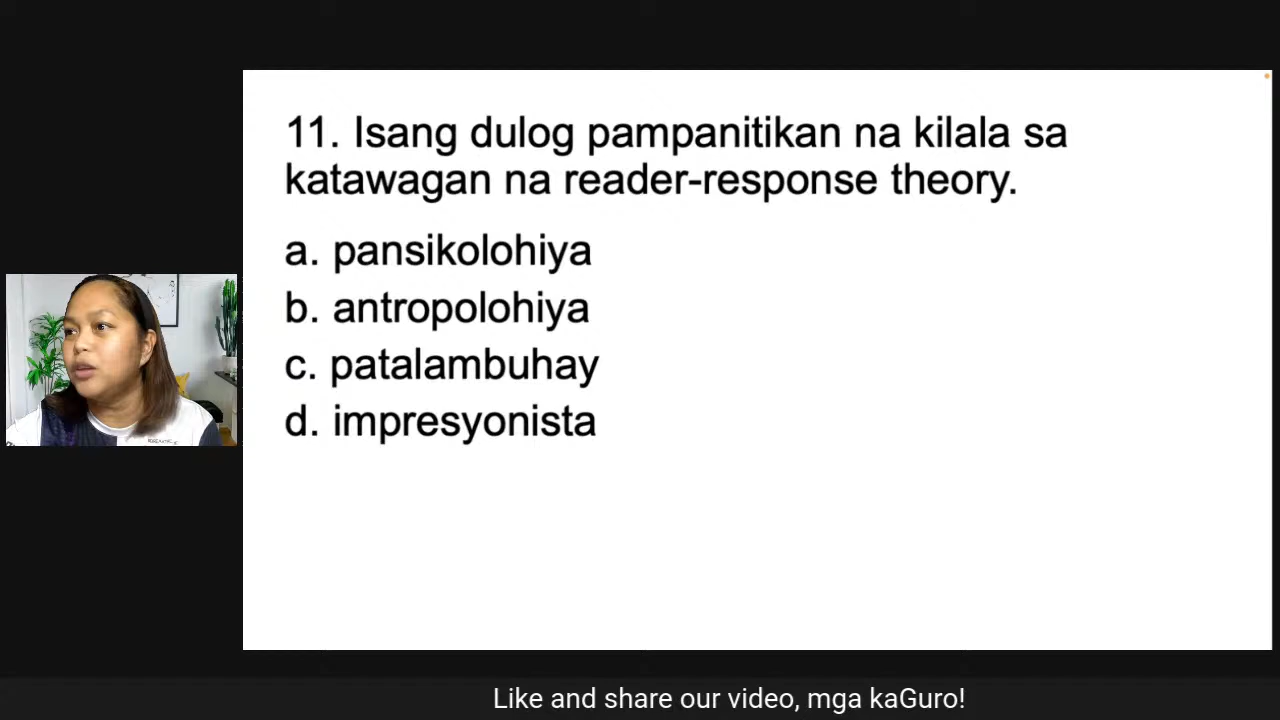 11. Isang dulog pampanitikan na kilala sa
katawagan na reader-response theory.
a. pansikolohiya
b. antropolohiya
c. patalambuhay
d. impresyonista
Like and share our video, mga kaGuro!